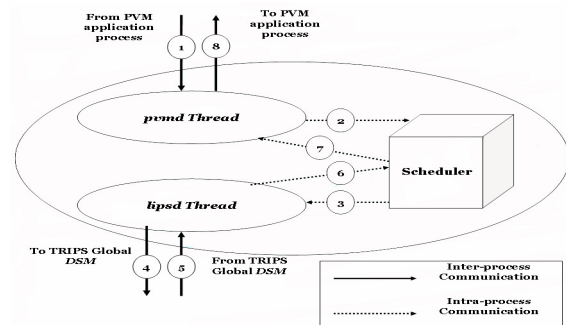 From PVM
application
process
To PVM
application
process
1
8
pvmd Thread
2
7
6
Scheduler
lipsd Thread
3
To TRIPS Global
DSM
4
5
From TRIPS
Global DSM
Inter-process
Communication
Intra-process
Communication